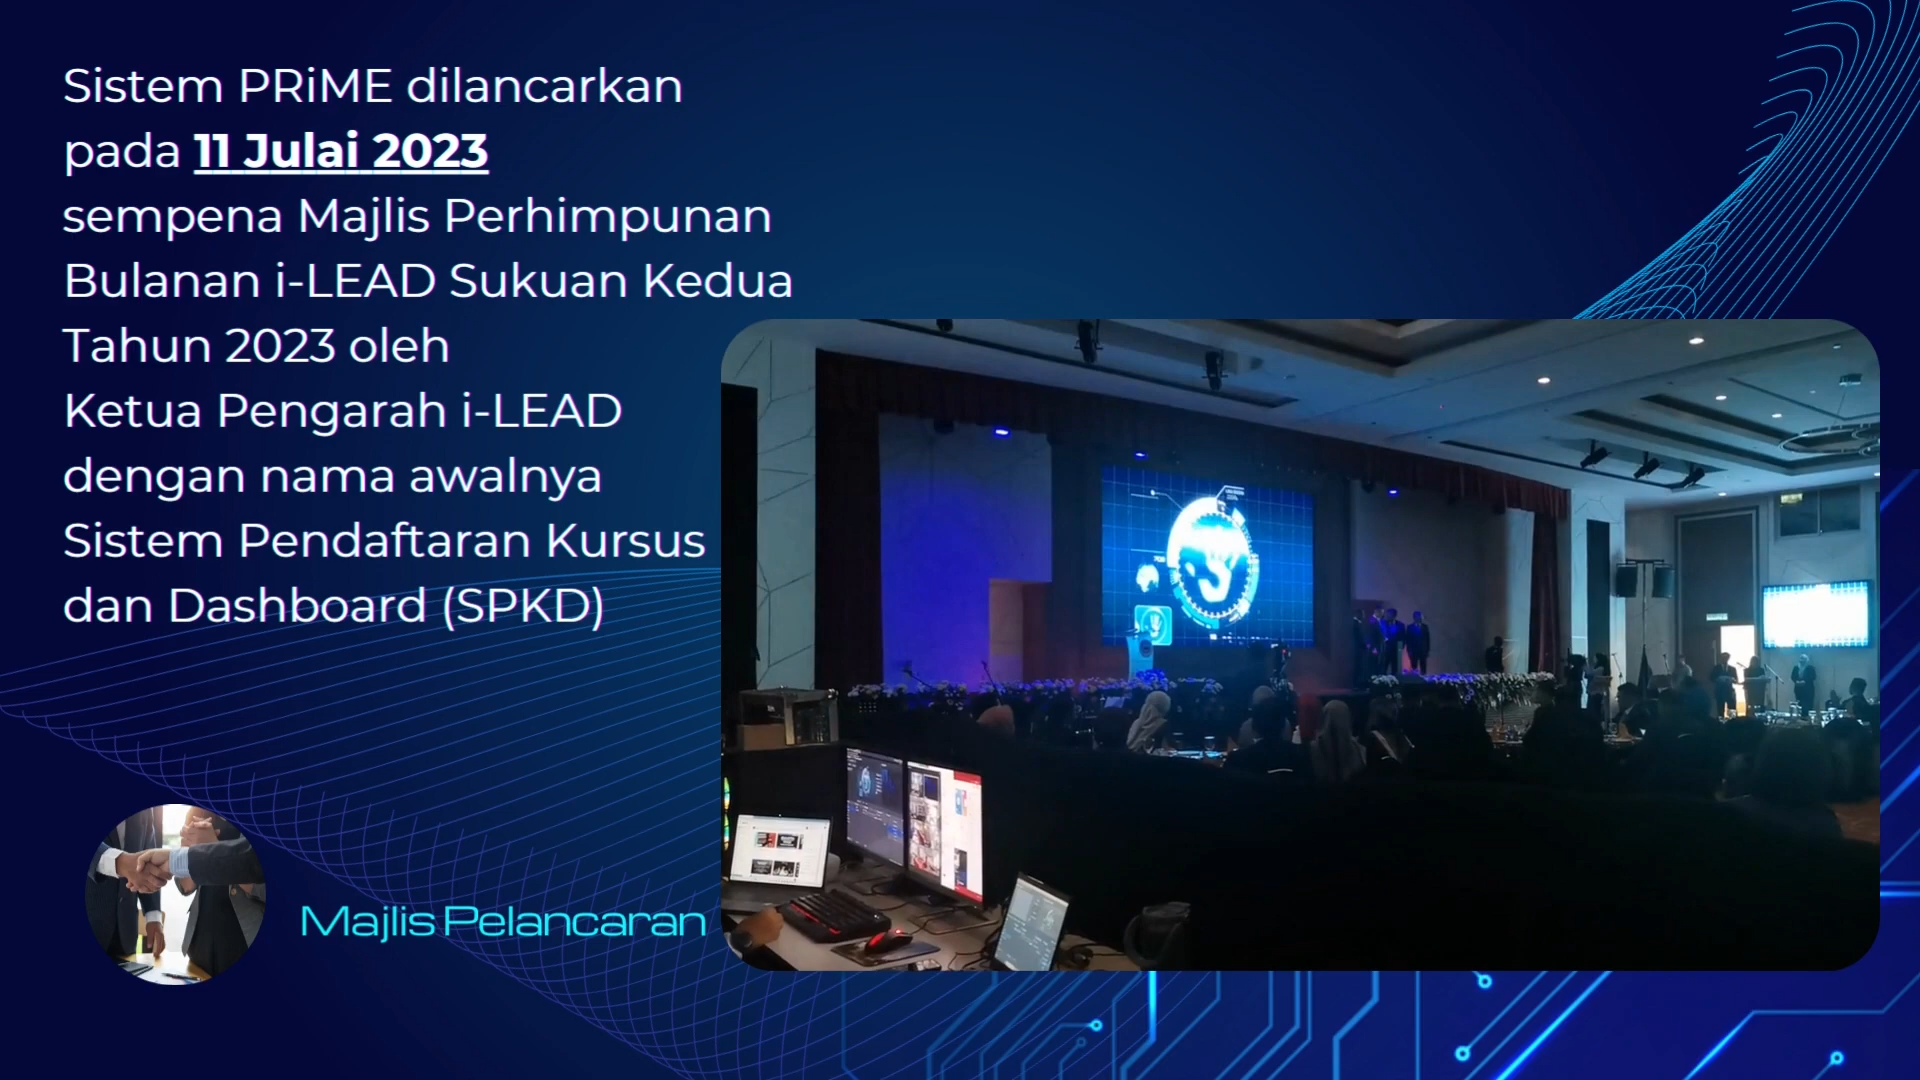 Sistem PRiME dilancarkan
pada 11 Julai 2023
sempena Majlis Perhimpunan
Bulanan i-LEAD Sukuan Kedua
Tahun 2023 oleh
Ketua Pengarah i-LEAD
dengan nama awalnya
Sistem Pendaftaran Kursus
dan Dashboard (SPKD)
Majlis Pelancaran